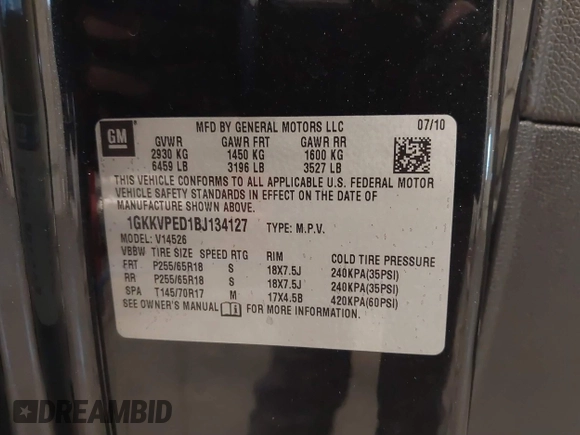 GM
MFD BY GENERAL MOTORS LLC 07/10
GVWR GAWR FRT GAWR RR
2930 KG 1450 KG 1600 KG
6459 LB 3196 LB 3527 LB
THIS VEHICLE CONFORMS TO ALL APPLICABLE U.S. FEDERAL MOTOR
VEHICLE SAFETY STANDARDS IN EFFECT ON THE DATE OF
MANUFACTURE SHOWN ABOVE.
1GKKVPED1BJ134127 TYPE: M.P.V.
MODEL: V14526
VBBW TIRE SIZE SPEED RTG RIM COLD TIRE PRESSURE
FRT P255/65R18 S 18X7.5J 240KPA(35PSI)
RR P255/65R18 S 18X7.5J 240KPA(35PSI)
SPA T145/70R17 M 17X4.5B 420KPA(60PSI)
SEE OWNER'S MANUAL FOR MORE INFORMATION.
DREAMBID